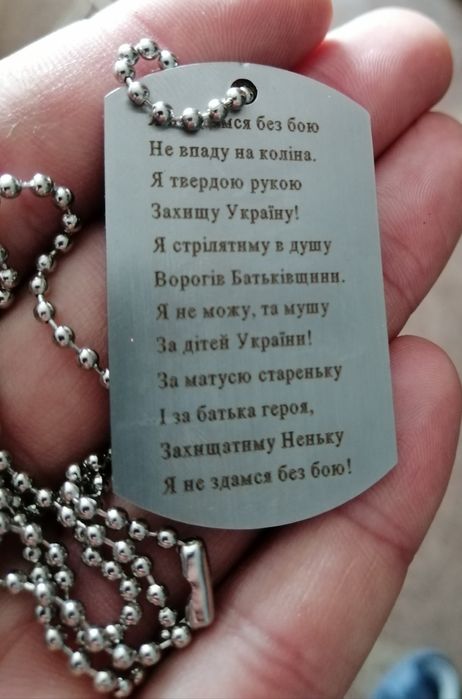 здамся без бою
Не впаду на коліна.
Я твердою рукою
Захищу Україну!
Я стрілятиму в душу
Ворогів Батьківщини.
Я не можу, та мушу
За дітей України!
За матусю стареньку
І за батька героя,
Захищатиму Неньку
Я не здамся без бою!